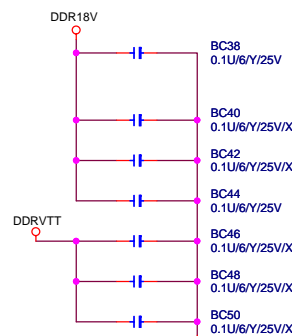 DDR18V
BC38
0.1U/6/Y/25V
BC40
0.1U/6/Y/25V/X
BC42
0.1U/6/Y/25V/X
BC44
0.1U/6/Y/25V
DDRVTT
BC46
0.1U/6/Y/25V/X
BC48
0.1U/6/Y/25V/X
BC50
0.1U/6/Y/25V/X